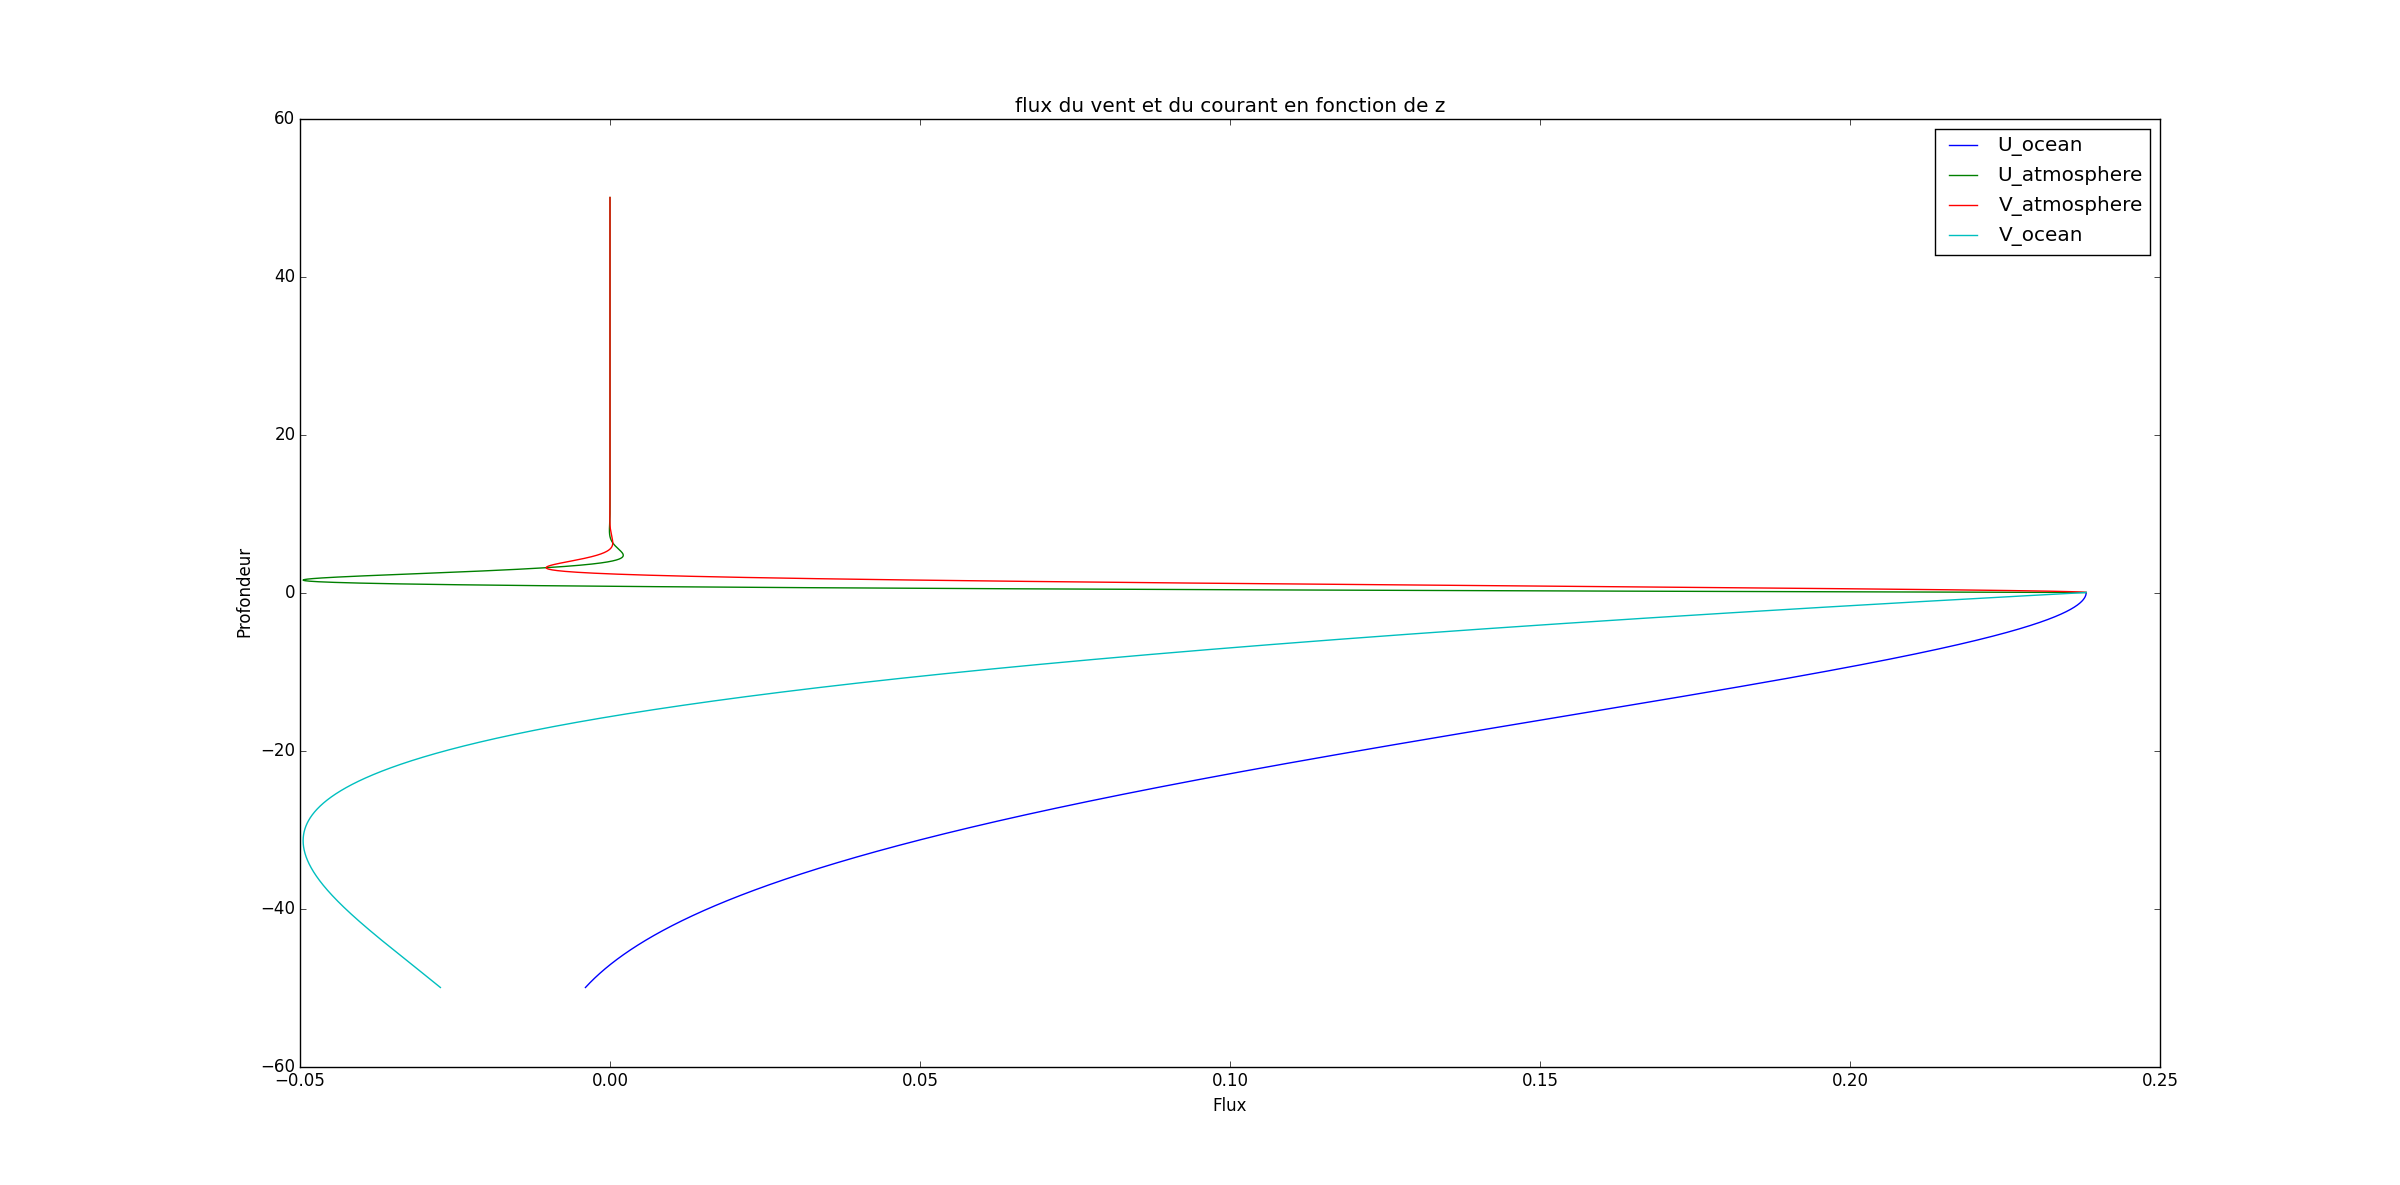 flux du vent et du courant en fonction de z
60
40
20
0
−20
−40
−60
Profondeur
U_ocean
U_atmosphere
V_atmosphere
V_ocean
−0.05 0.00 0.05 0.10 0.15 0.20 0.25
Flux